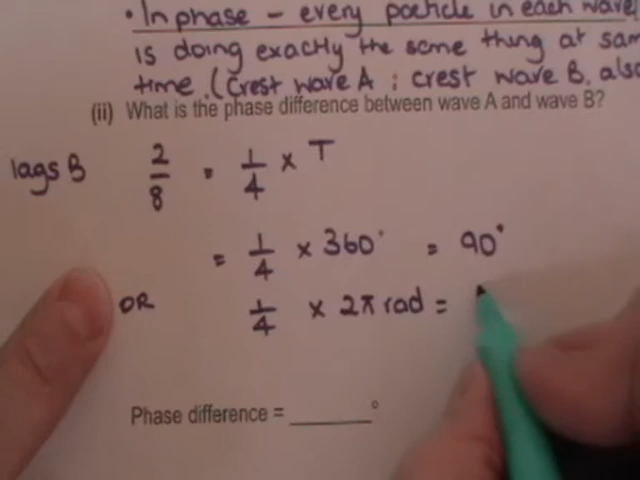 • In phase – every particle in each wave
is doing exactly the same thing at sam
time. (Crest wave A ; crest wave B. also
(ii) What is the phase difference between wave A and wave B?
lags B 2/8 = 1/4 × T
= 1/4 × 360° = 90°
OR 1/4 × 2π rad =
Phase difference = ______°